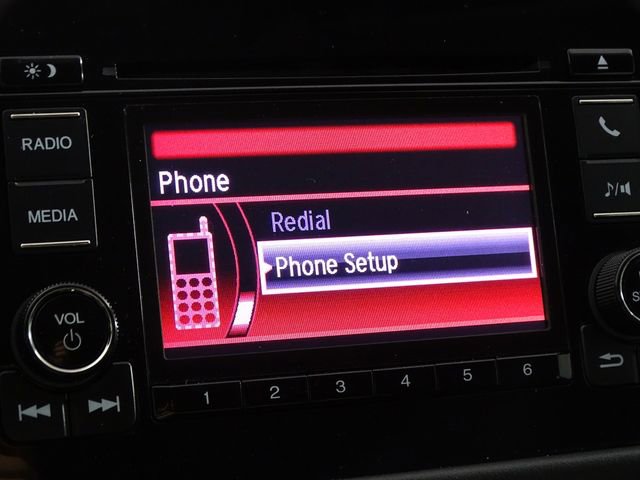 RADIO
MEDIA
VOL
Phone
Redial
Phone Setup
1 2 3 4 5 6